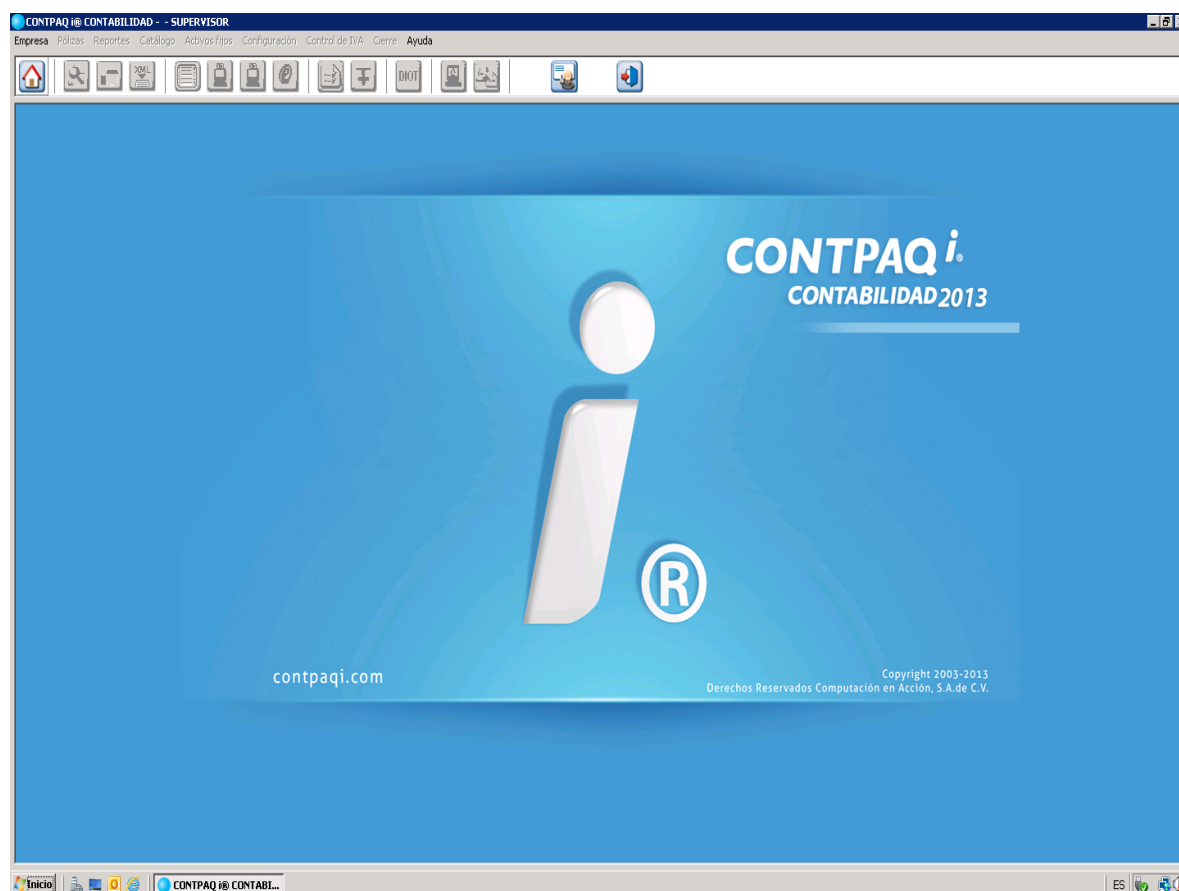 CONTPAQ i® CONTABILIDAD - - SUPERVISOR
Empresa Pólizas Reportes Catálogo Activos fijos Configuración Control de IVA Cierre Ayuda
XML
DIOT
CONTPAQ i®
CONTABILIDAD 2013
i
®
contpaqi.com
Copyright 2003-2013
Derechos Reservados Computación en Acción, S.A.de C.V.
Inicio CONTPAQ i® CONTABI... ES